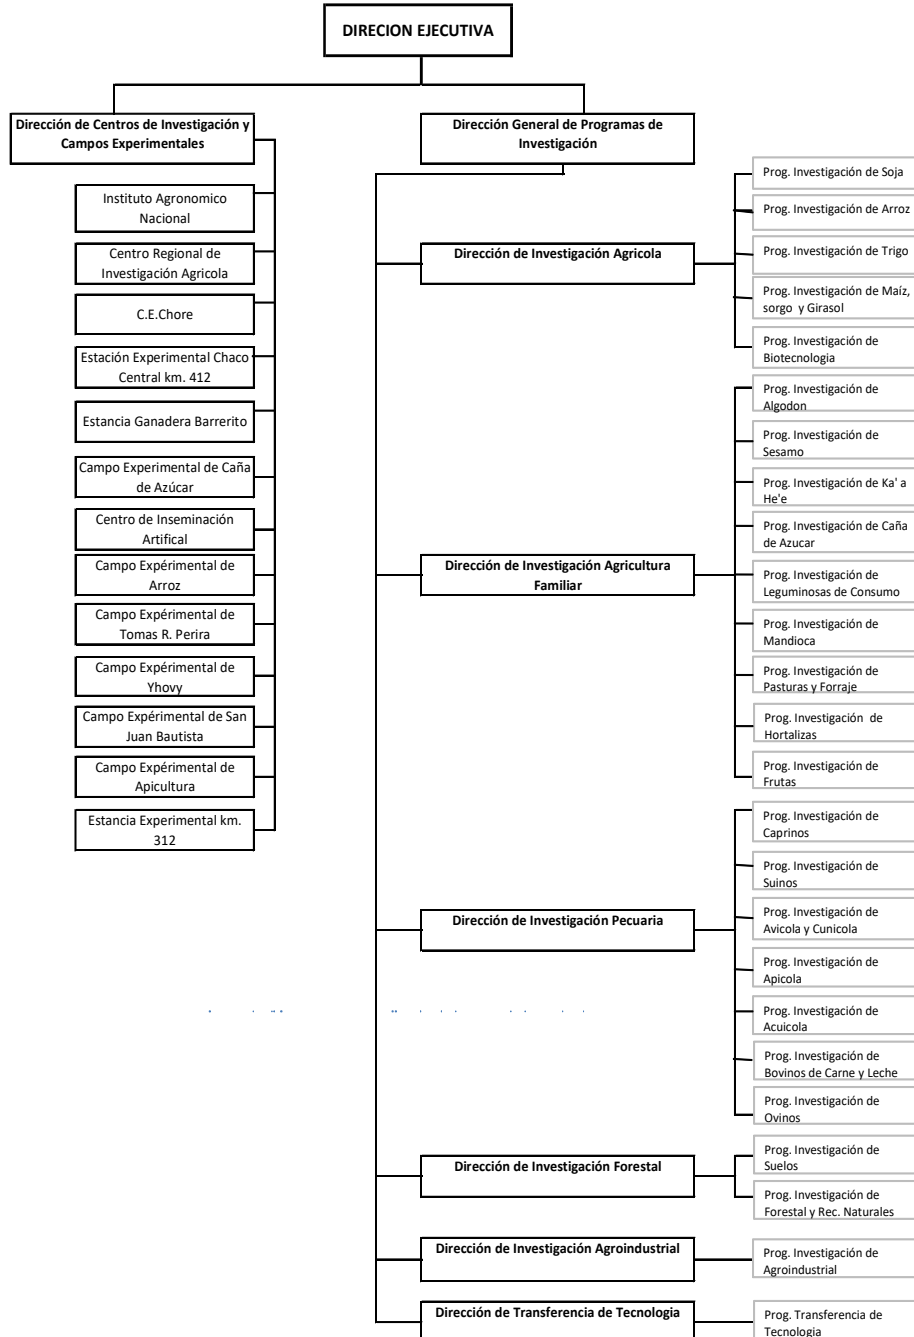 DIRECION EJECUTIVA
Dirección de Centros de Investigación y
Campos Experimentales
Instituto Agronomico
Nacional
Centro Regional de
Investigación Agricola
C.E.Chore
Estación Experimental Chaco
Central km. 412
Estancia Ganadera Barrerito
Campo Experimental de Caña
de Azúcar
Centro de Inseminación
Artifical
Campo Expérimental de
Arroz
Campo Expérimental de
Tomas R. Perira
Campo Expérimental de
Yhovy
Campo Expérimental de San
Juan Bautista
Campo Expérimental de
Apicultura
Estancia Experimental km.
312
Dirección General de Programas de
Investigación
Dirección de Investigación Agricola
Prog. Investigación de Soja
Prog. Investigación de Arroz
Prog. Investigación de Trigo
Prog. Investigación de Maíz,
sorgo y Girasol
Prog. Investigación de
Biotecnologia
Dirección de Investigación Agricultura
Familiar
Prog. Investigación de
Algodon
Prog. Investigación de
Sesamo
Prog. Investigación de Ka' a
He'e
Prog. Investigación de Caña
de Azucar
Prog. Investigación de
Leguminosas de Consumo
Prog. Investigación de
Mandioca
Prog. Investigación de
Pasturas y Forraje
Prog. Investigación de
Hortalizas
Prog. Investigación de
Frutas
Dirección de Investigación Pecuaria
Prog. Investigación de
Caprinos
Prog. Investigación de
Suinos
Prog. Investigación de
Avicola y Cunicola
Prog. Investigación de
Apicola
Prog. Investigación de
Acuicola
Prog. Investigación de
Bovinos de Carne y Leche
Prog. Investigación de
Ovinos
Dirección de Investigación Forestal
Prog. Investigación de
Suelos
Prog. Investigación de
Forestal y Rec. Naturales
Dirección de Investigación Agroindustrial
Prog. Investigación de
Agroindustrial
Dirección de Transferencia de Tecnologia
Prog. Transferencia de
Tecnologia